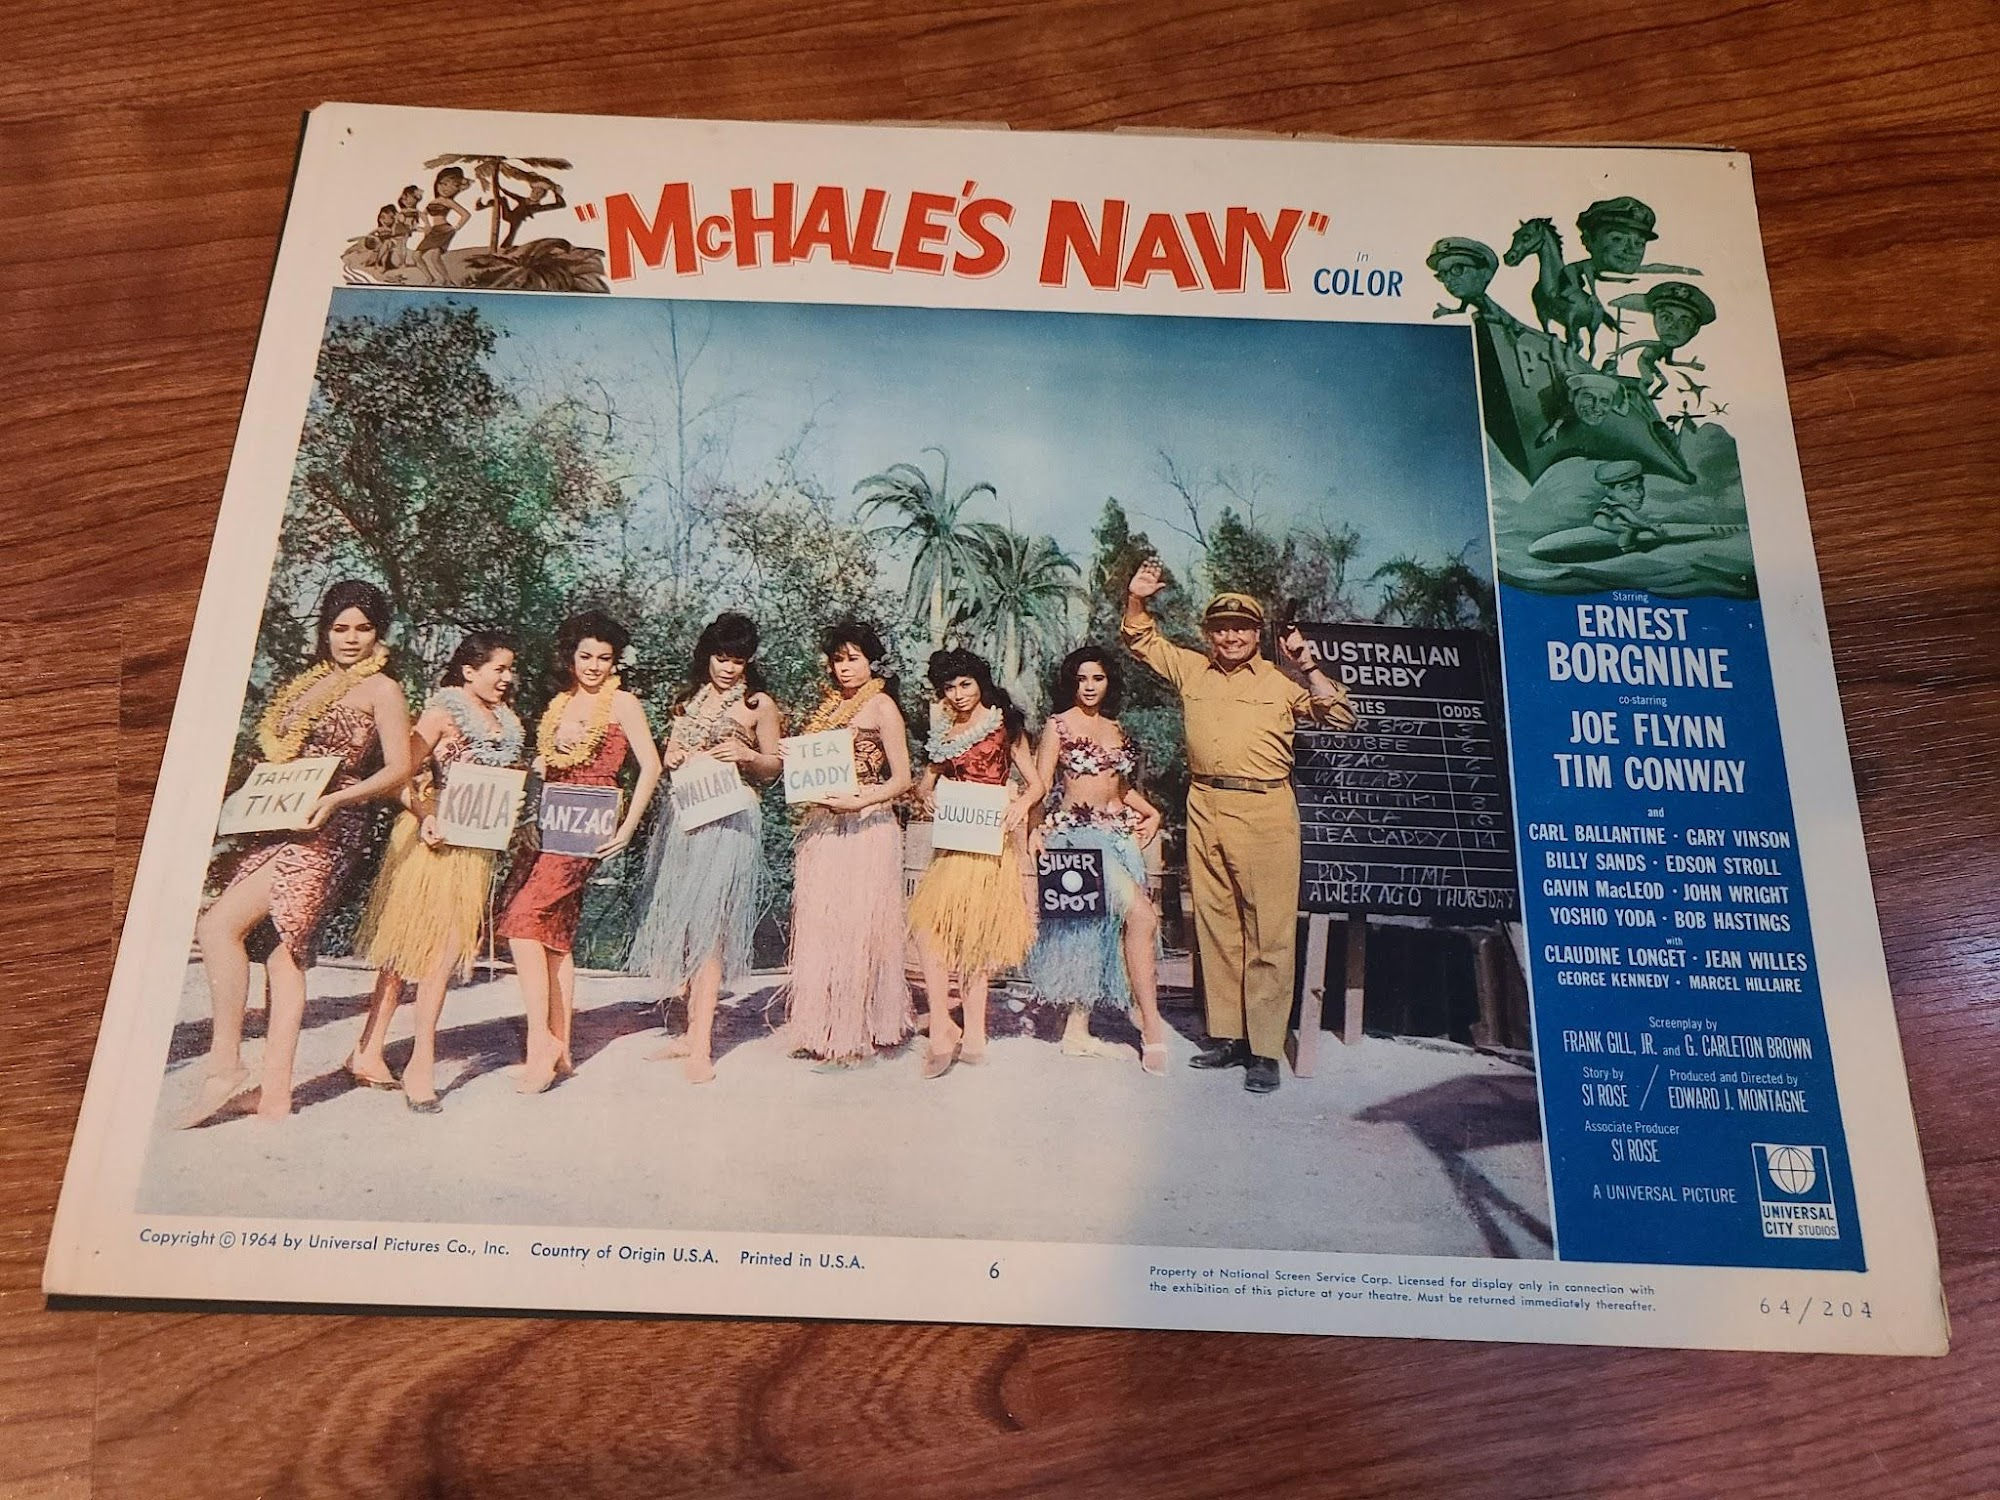 "McHALE'S NAVY"
in
COLOR
TAHITI
TIKI
KOALA
ANZAC
WALLABY
TEA
CADDY
JUJUBEE
SILVER
SPOT
AUSTRALIAN
DERBY
RIES ODDS
SPOT
JUJUBEE 6
ANZAC
WALLABY 7
TAHITI TIKI 8
KOALA
TEA CADDY 14
POST TIME
A WEEK AGO THURSDAY
Starring
ERNEST
BORGNINE
co-starring
JOE FLYNN
TIM CONWAY
and
CARL BALLANTINE · GARY VINSON
BILLY SANDS · EDSON STROLL
GAVIN MacLEOD · JOHN WRIGHT
YOSHIO YODA · BOB HASTINGS
with
CLAUDINE LONGET · JEAN WILLES
GEORGE KENNEDY · MARCEL HILLAIRE
Screenplay by
FRANK GILL, JR. and G. CARLETON BROWN
Story by
SI ROSE
Produced and Directed by
EDWARD J. MONTAGNE
Associate Producer
SI ROSE
A UNIVERSAL PICTURE
UNIVERSAL
CITY STUDIOS
Copyright © 1964 by Universal Pictures Co., Inc. Country of Origin U.S.A. Printed in U.S.A.
6
Property of National Screen Service Corp. Licensed for display only in connection with
the exhibition of this picture at your theatre. Must be returned immediately thereafter.
64/204